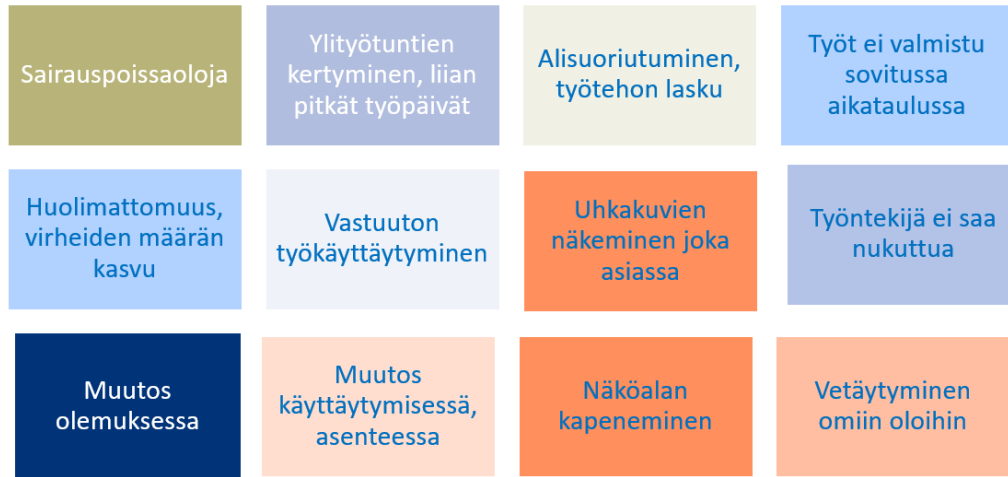 Sairauspoissaoloja
Ylityötuntien
kertyminen, liian
pitkät työpäivät
Alisuoriutuminen,
työtehon lasku
Työt ei valmistu
sovitussa
aikataulussa
Huolimattomuus,
virheiden määrän
kasvu
Vastuuton
työkäyttäytyminen
Uhkakuvien
näkeminen joka
asiassa
Työntekijä ei saa
nukuttua
Muutos
olemuksessa
Muutos
käyttäytymisessä,
asenteessa
Näköalan
kapeneminen
Vetäytyminen
omiin oloihin